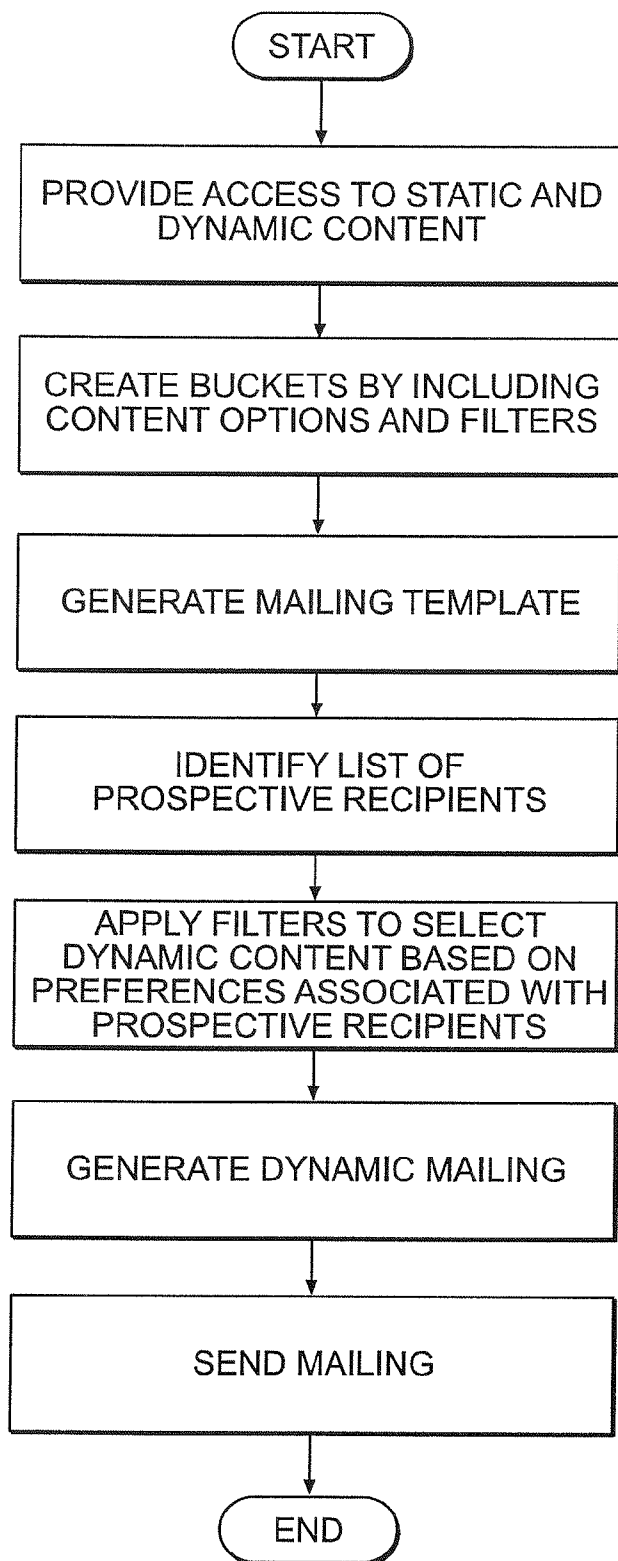 START
PROVIDE ACCESS TO STATIC AND
DYNAMIC CONTENT
CREATE BUCKETS BY INCLUDING
CONTENT OPTIONS AND FILTERS
GENERATE MAILING TEMPLATE
IDENTIFY LIST OF
PROSPECTIVE RECIPIENTS
APPLY FILTERS TO SELECT
DYNAMIC CONTENT BASED ON
PREFERENCES ASSOCIATED WITH
PROSPECTIVE RECIPIENTS
GENERATE DYNAMIC MAILING
SEND MAILING
END